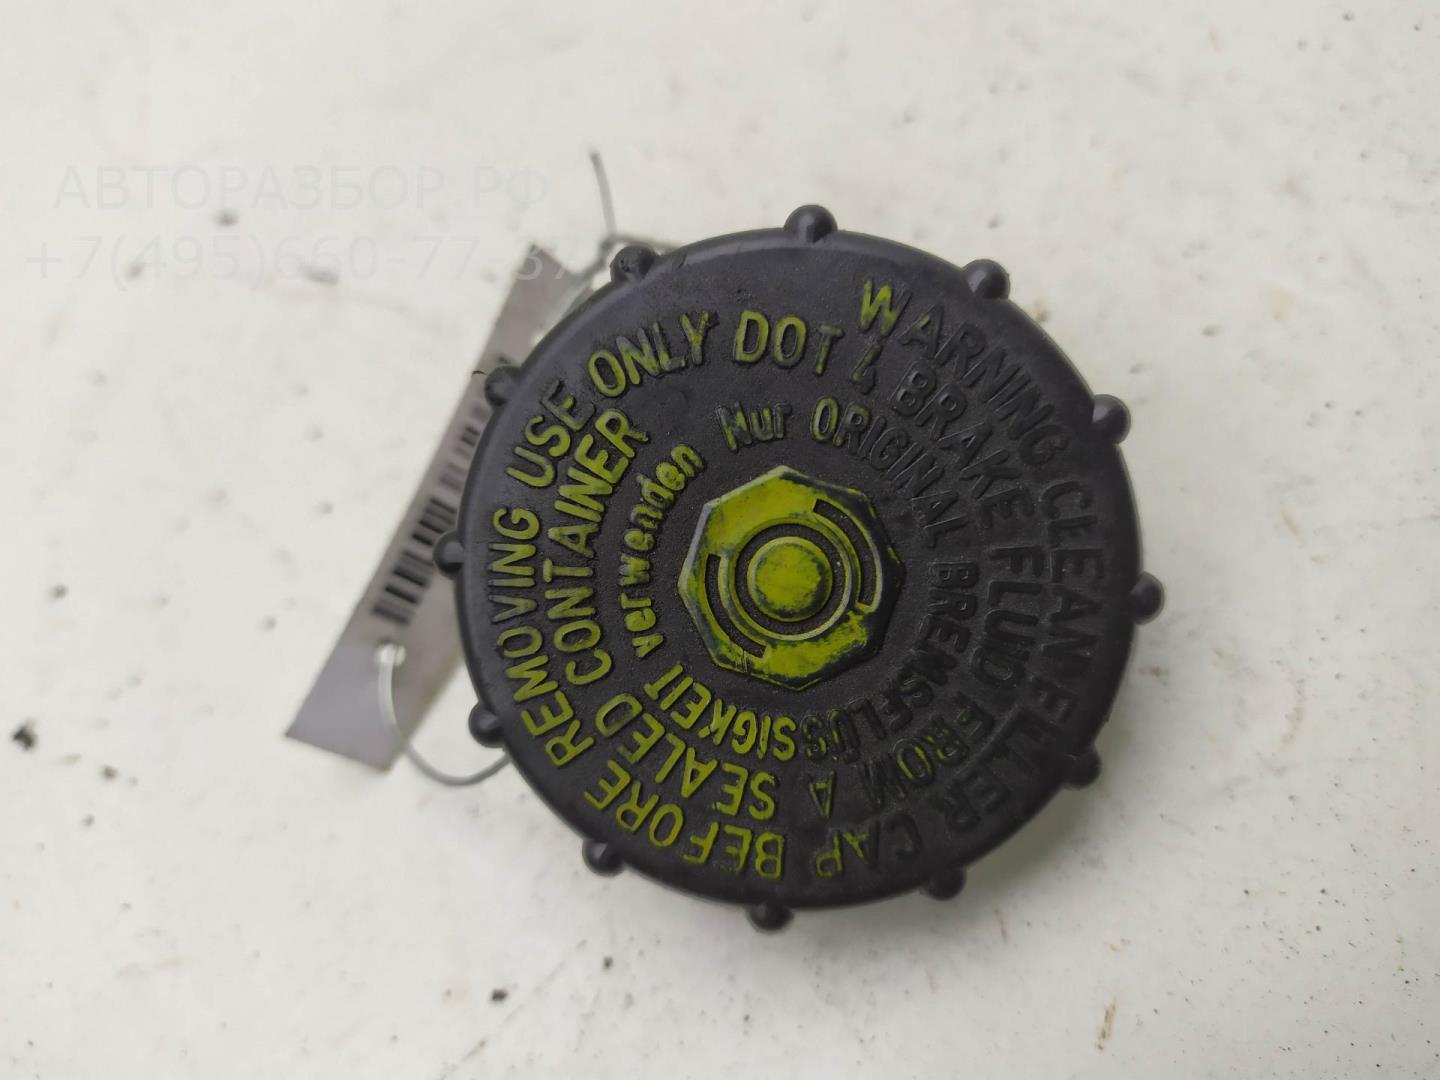 АВТОРАЗБОР.РФ
+7(495)660-77-37
WARNING CLEAN FILLER CAP BEFORE REMOVING USE ONLY DOT 4 BRAKE FLUID FROM A SEALED CONTAINER
Nur ORIGINAL BREMSFLÜSSIGKEIT verwenden